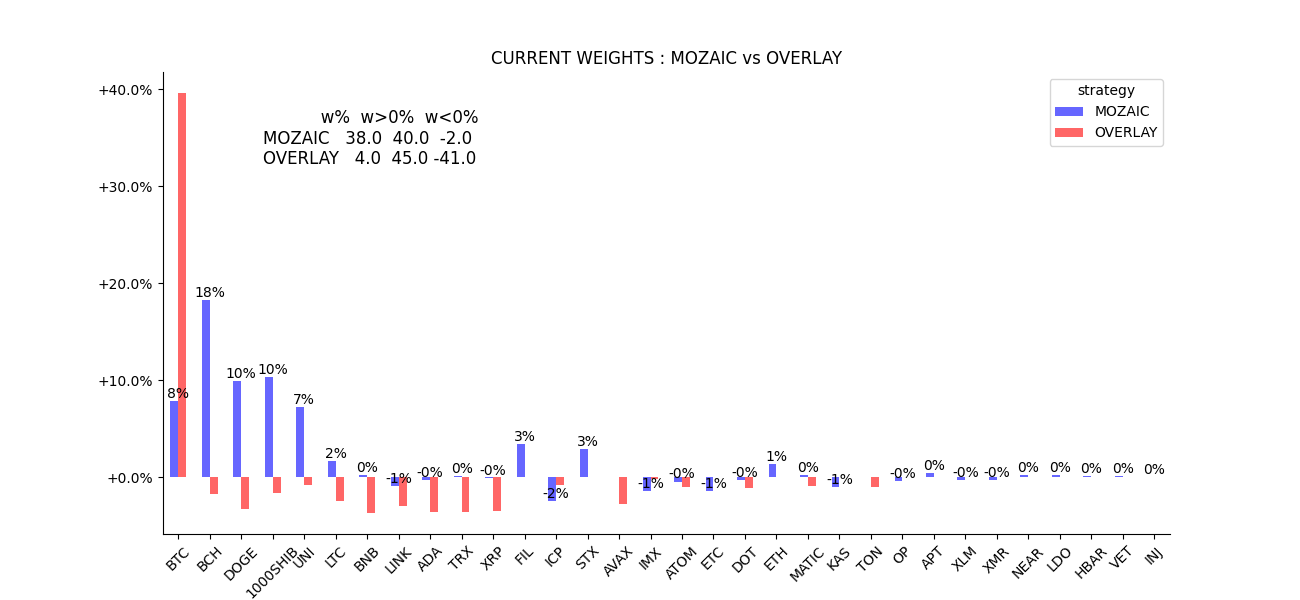 CURRENT WEIGHTS : MOZAIC vs OVERLAY
+40.0%
+30.0%
+20.0%
+10.0%
+0.0%
w% w>0% w<0%
MOZAIC 38.0 40.0 -2.0
OVERLAY 4.0 45.0 -41.0
strategy
MOZAIC
OVERLAY
8%
18%
10%
10%
7%
2%
0%
-1%
-0%
0%
-0%
3%
-2%
3%
-1%
-0%
-1%
-0%
1%
0%
-1%
-0%
0%
-0%
-0%
0%
0%
0%
0%
0%
BTC
BCH
DOGE
1000SHIB
UNI
LTC
BNB
LINK
ADA
TRX
XRP
FIL
ICP
STX
AVAX
IMX
ATOM
ETC
DOT
ETH
MATIC
KAS
TON
OP
APT
XLM
XMR
NEAR
LDO
HBAR
VET
INJ